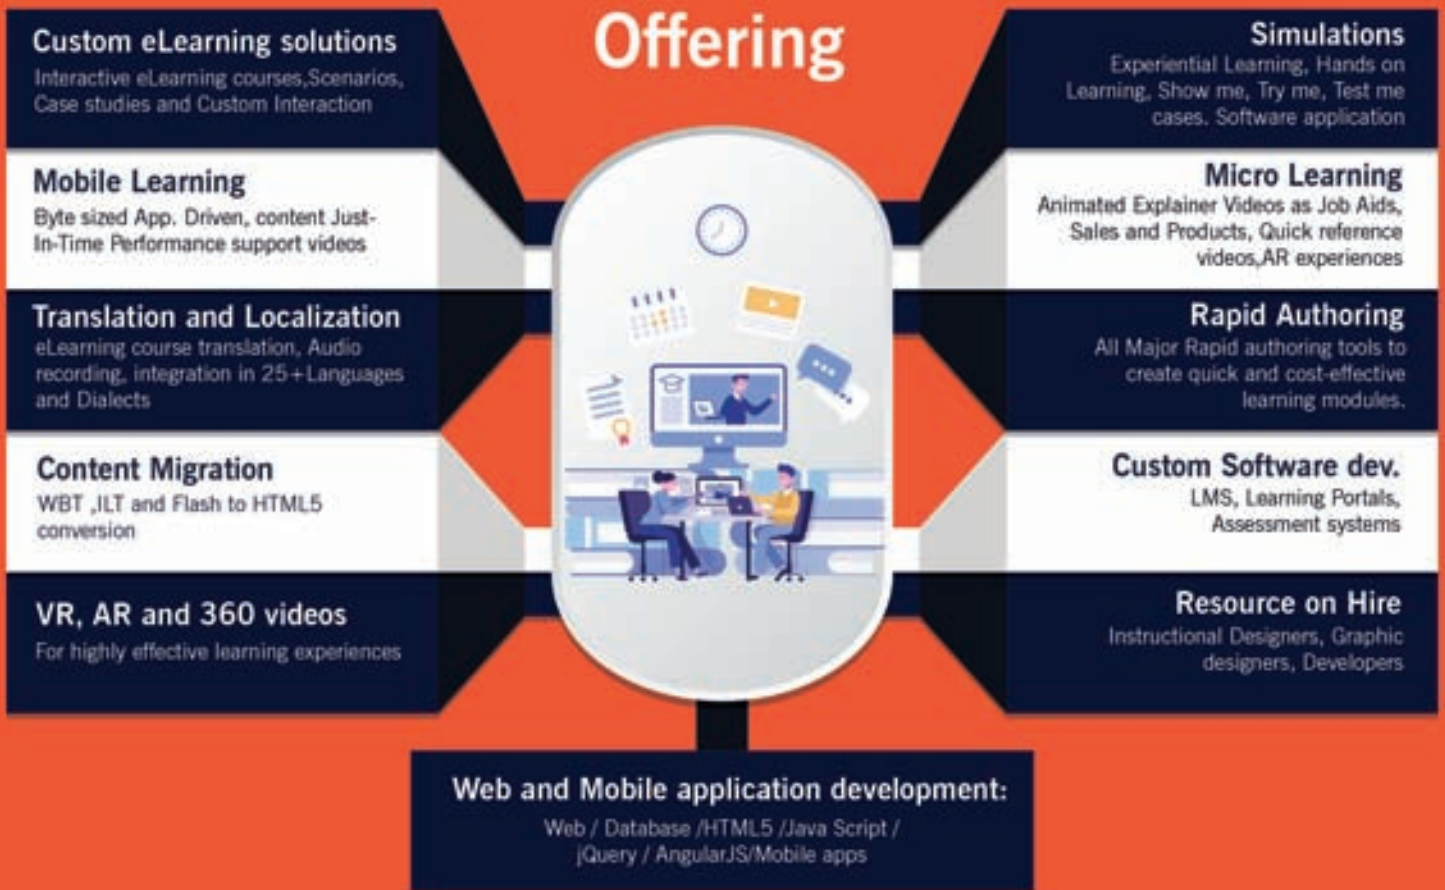 Offering
Custom eLearning solutions
Interactive eLearning courses,Scenarios,
Case studies and Custom Interaction
Mobile Learning
Byte sized App. Driven, content Just-
In-Time Performance support videos
Translation and Localization
eLearning course translation, Audio
recording, integration in 25+Languages
and Dialects
Content Migration
WBT ,ILT and Flash to HTML5
conversion
VR, AR and 360 videos
For highly effective learning experiences
Simulations
Experiential Learning, Hands on
Learning, Show me, Try me, Test me
cases. Software application
Micro Learning
Animated Explainer Videos as Job Aids,
Sales and Products, Quick reference
videos,AR experiences
Rapid Authoring
All Major Rapid authoring tools to
create quick and cost-effective
learning modules.
Custom Software dev.
LMS, Learning Portals,
Assessment systems
Resource on Hire
Instructional Designers, Graphic
designers, Developers
Web and Mobile application development:
Web / Database /HTML5 /Java Script /
jQuery / AngularJS/Mobile apps